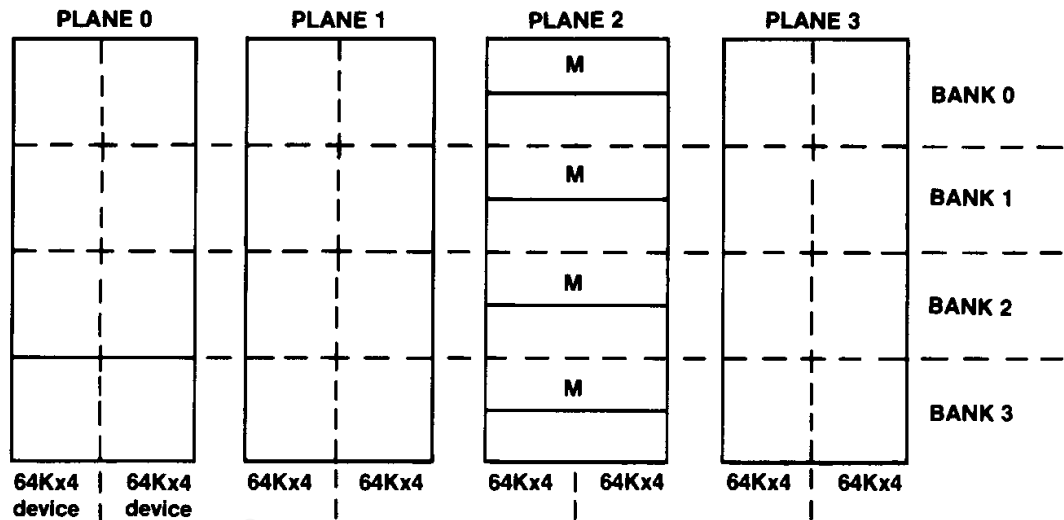 PLANE 0 PLANE 1 PLANE 2 PLANE 3
M
BANK 0
M
BANK 1
M
BANK 2
M
BANK 3
64Kx4 64Kx4 64Kx4 64Kx4 64Kx4 64Kx4 64Kx4 64Kx4
device device